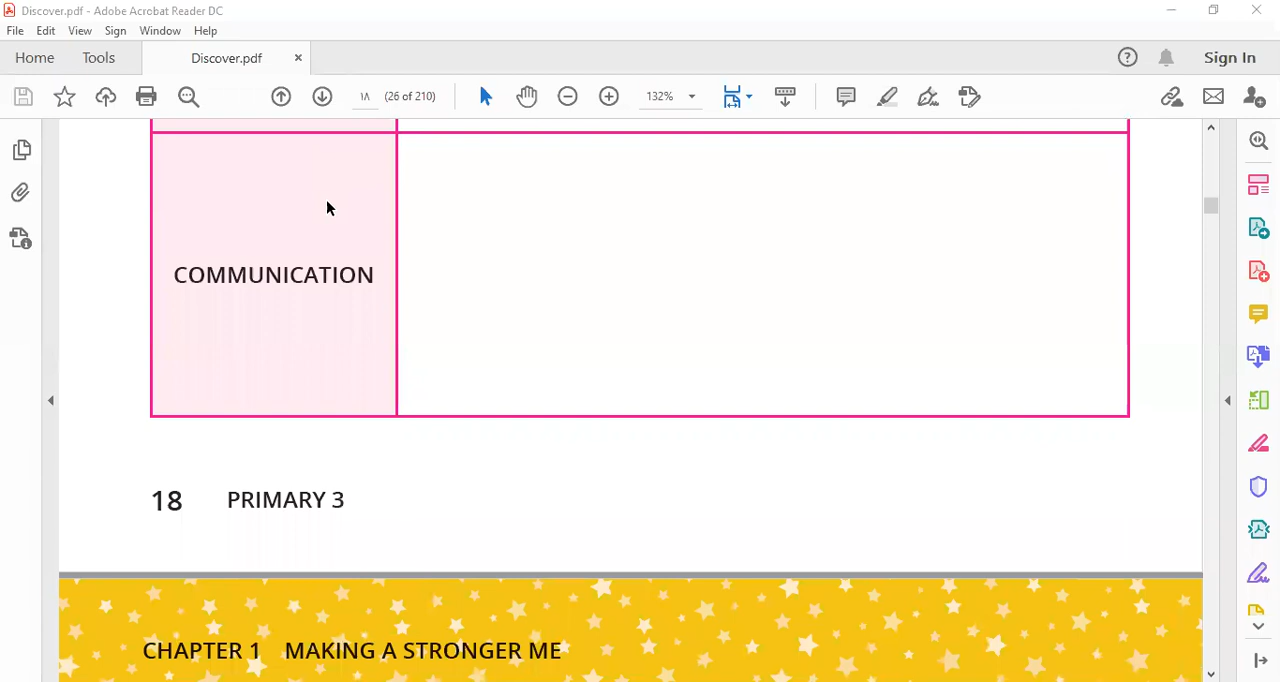 Discover.pdf - Adobe Acrobat Reader DC
File Edit View Sign Window Help
Home Tools Discover.pdf Sign In
١٨ (26 of 210) 132%
COMMUNICATION
18 PRIMARY 3
CHAPTER 1 MAKING A STRONGER ME